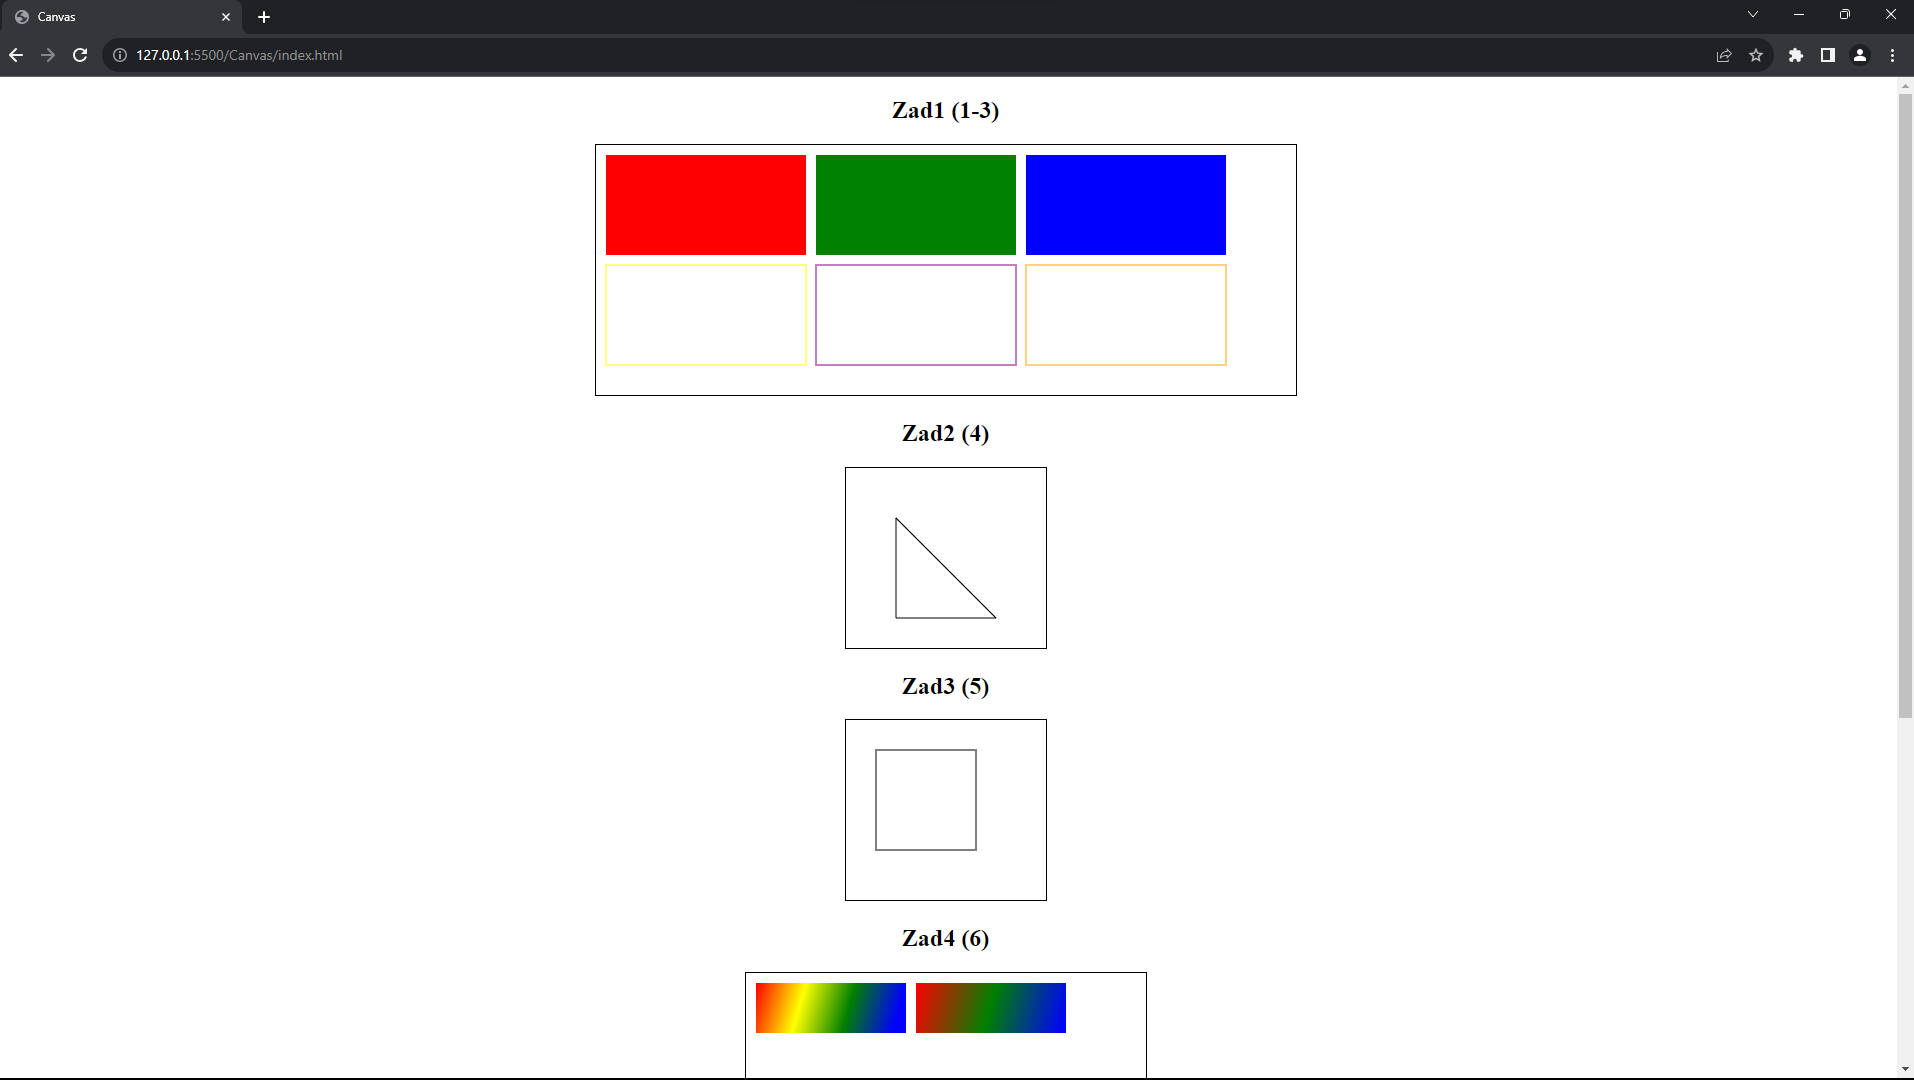 Canvas
127.0.0.1:5500/Canvas/index.html
Zad1 (1-3)
Zad2 (4)
Zad3 (5)
Zad4 (6)